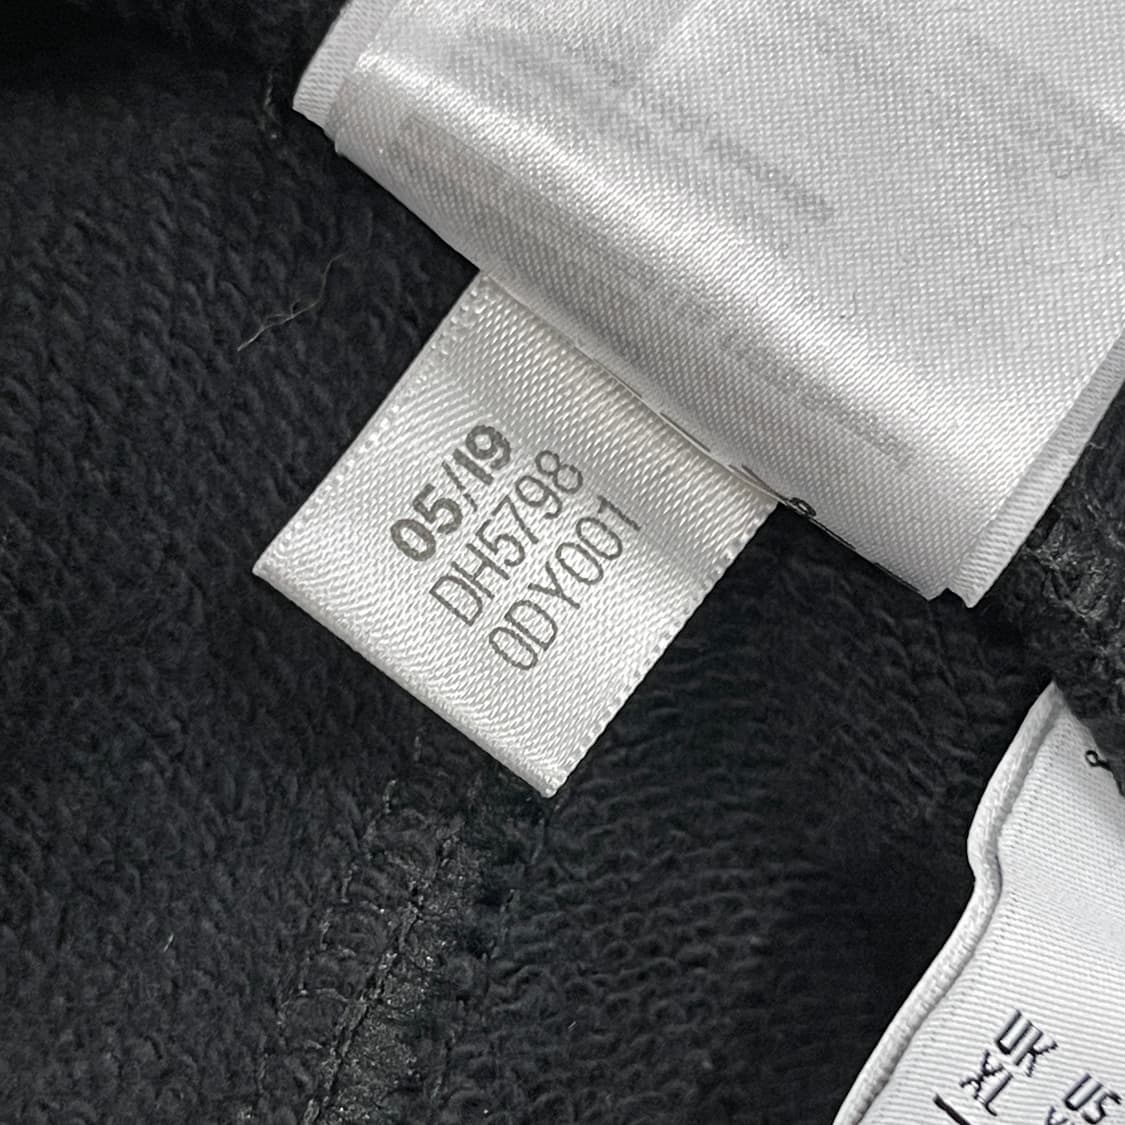 05/19
DH5798
0DY001
UK
XL
US